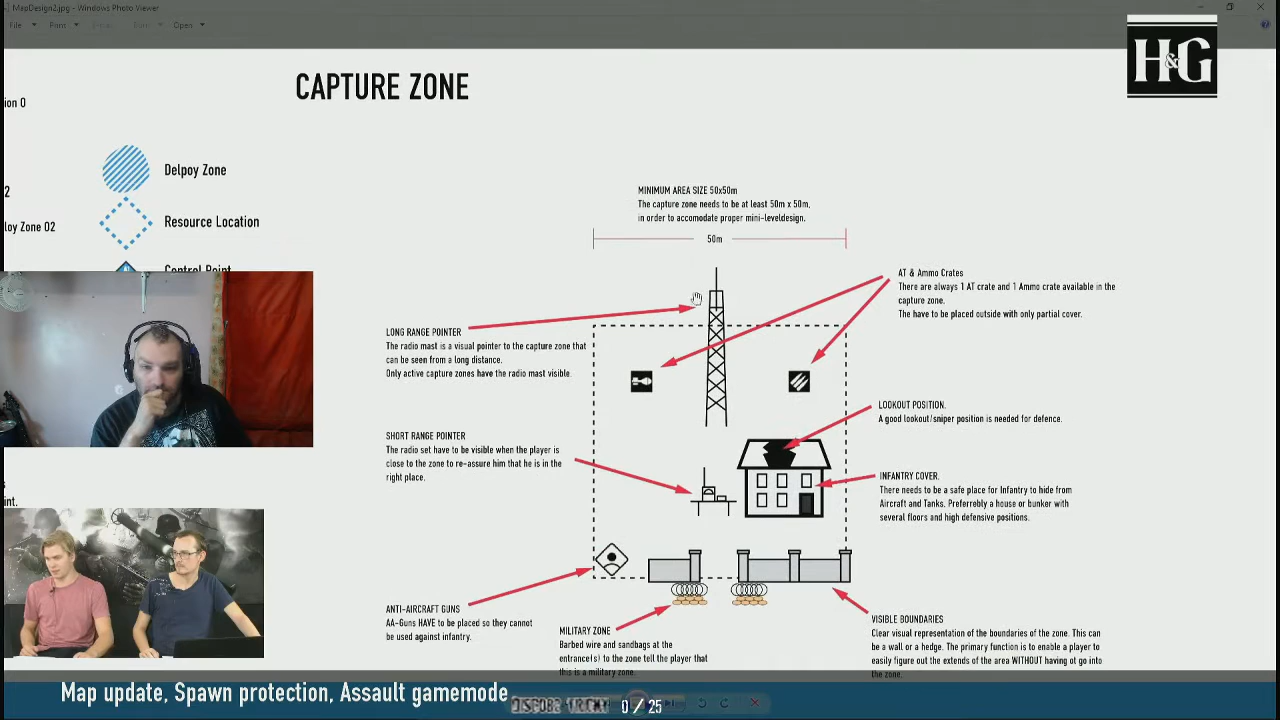 MapDesign2.jpg - Windows Photo Viewer
File
Print
Open
H&G
CAPTURE ZONE
ion 0
Delpoy Zone
2
Resource Location
loy Zone 02
Control Point
MINIMUM AREA SIZE 50x50m
The capture zone needs to be at least 50m x 50m,
in order to accomodate proper mini-leveldesign.
50m
AT & Ammo Crates
There are always 1 AT crate and 1 Ammo crate available in the
capture zone.
The have to be placed outside with only partial cover.
LONG RANGE POINTER
The radio mast is a visual pointer to the capture zone that
can be seen from a long distance.
Only active capture zones have the radio mast visible.
LOOKOUT POSITION.
A good lookout/sniper position is needed for defence.
SHORT RANGE POINTER
The radio set have to be visible when the player is
close to the zone to re-assure him that he is in the
right place.
INFANTRY COVER.
There needs to be a safe place for Infantry to hide from
Aircraft and Tanks. Preferrebly a house or bunker with
several floors and high defensive positions.
s
int.
ANTI-AIRCRAFT GUNS
AA-Guns HAVE to be placed so they cannot
be used against infantry.
MILITARY ZONE
Barbed wire and sandbags at the
entrance(s) to the zone tell the player that
this is a military zone.
VISIBLE BOUNDARIES
Clear visual representation of the boundaries of the zone. This can
be a wall or a hedge. The primary function is to enable a player to
easily figure out the extends of the area WITHOUT having ot go into
the zone.
Map update, Spawn protection, Assault gamemode
0 / 25